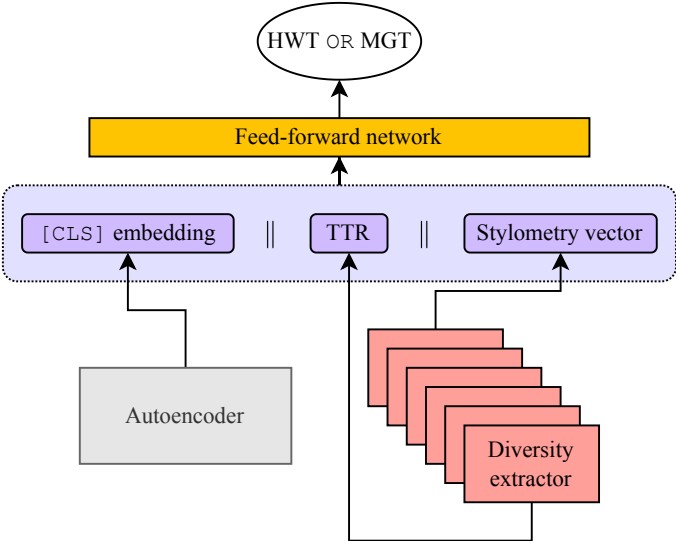 HWT OR MGT
Feed-forward network
[CLS] embedding || TTR || Stylometry vector
Autoencoder
Diversity
extractor